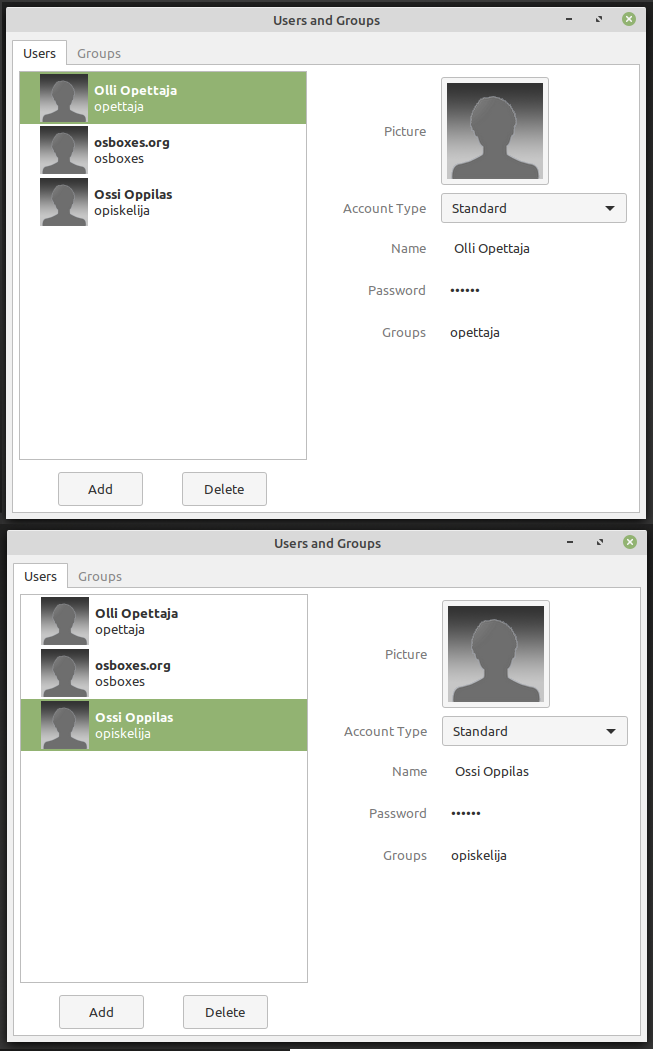 Users and Groups
Users Groups
Olli Opettaja
opettaja
osboxes.org
osboxes
Ossi Oppilas
opiskelija
Picture
Account Type Standard
Name Olli Opettaja
Password ••••••
Groups opettaja
Add Delete
Users and Groups
Users Groups
Olli Opettaja
opettaja
osboxes.org
osboxes
Ossi Oppilas
opiskelija
Picture
Account Type Standard
Name Ossi Oppilas
Password ••••••
Groups opiskelija
Add Delete